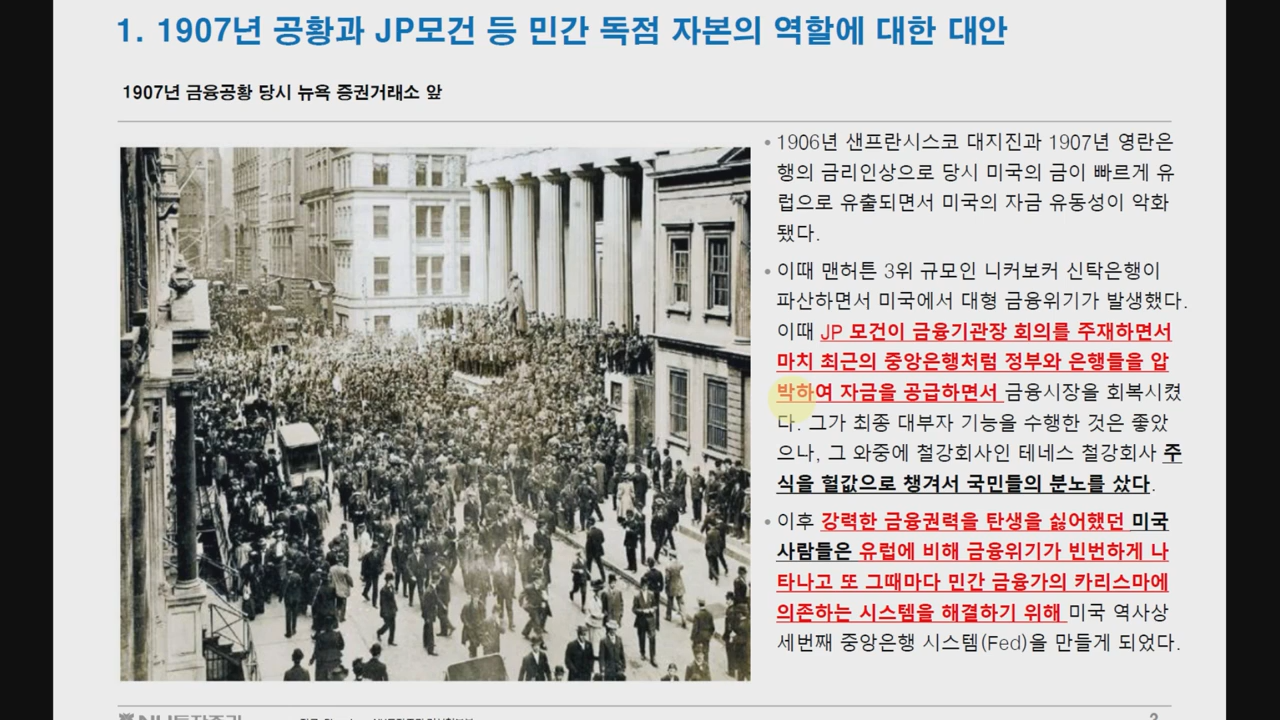 1. 1907년 공황과 JP모건 등 민간 독점 자본의 역할에 대한 대안
1907년 금융공황 당시 뉴욕 증권거래소 앞
• 1906년 샌프란시스코 대지진과 1907년 영란은
행의 금리인상으로 당시 미국의 금이 빠르게 유
럽으로 유출되면서 미국의 자금 유동성이 악화
됐다.
• 이때 맨허튼 3위 규모인 니커보커 신탁은행이
파산하면서 미국에서 대형 금융위기가 발생했다.
이때 JP 모건이 금융기관장 회의를 주재하면서
마치 최근의 중앙은행처럼 정부와 은행들을 압
박하여 자금을 공급하면서 금융시장을 회복시켰
다. 그가 최종 대부자 기능을 수행한 것은 좋았
으나, 그 와중에 철강회사인 테네스 철강회사 주
식을 헐값으로 챙겨서 국민들의 분노를 샀다.
• 이후 강력한 금융권력을 탄생을 싫어했던 미국
사람들은 유럽에 비해 금융위기가 빈번하게 나
타나고 또 그때마다 민간 금융가의 카리스마에
의존하는 시스템을 해결하기 위해 미국 역사상
세번째 중앙은행 시스템(Fed)을 만들게 되었다.